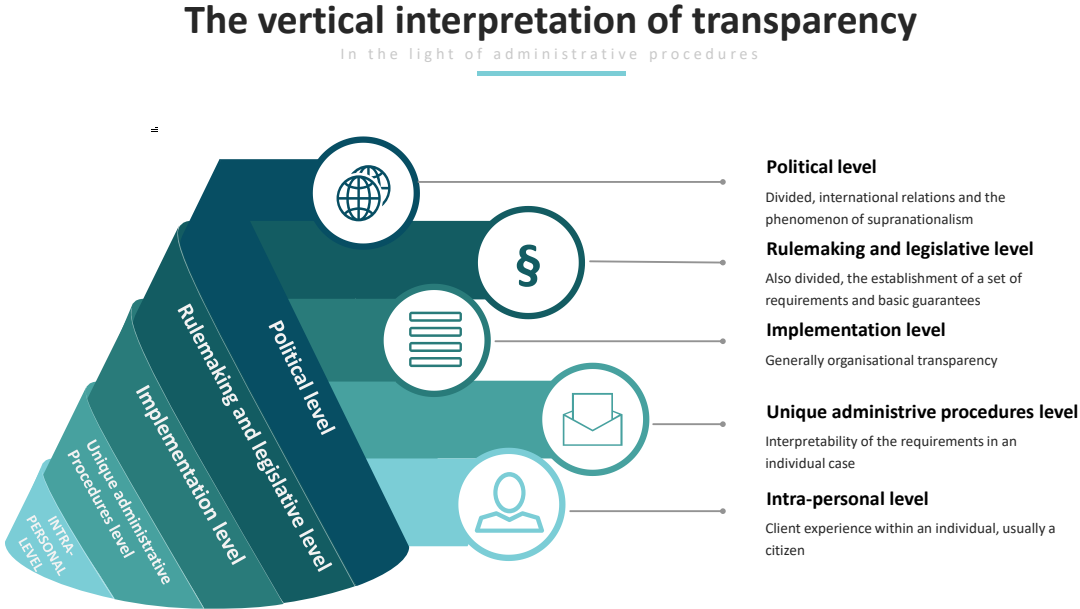 The vertical interpretation of transparency
In the light of administrative procedures
Political level
Divided, international relations and the
phenomenon of supranationalism
Rulemaking and legislative level
Also divided, the establishment of a set of
requirements and basic guarantees
Implementation level
Generally organisational transparency
Unique administrive procedures level
Interpretability of the requirements in an
individual case
Intra-personal level
Client experience within an individual, usually a
citizen
§
Political level
Rulemaking and legislative level
Implementation level
Unique administrative
Procedures level
INTRA-
PERSONAL
LEVEL